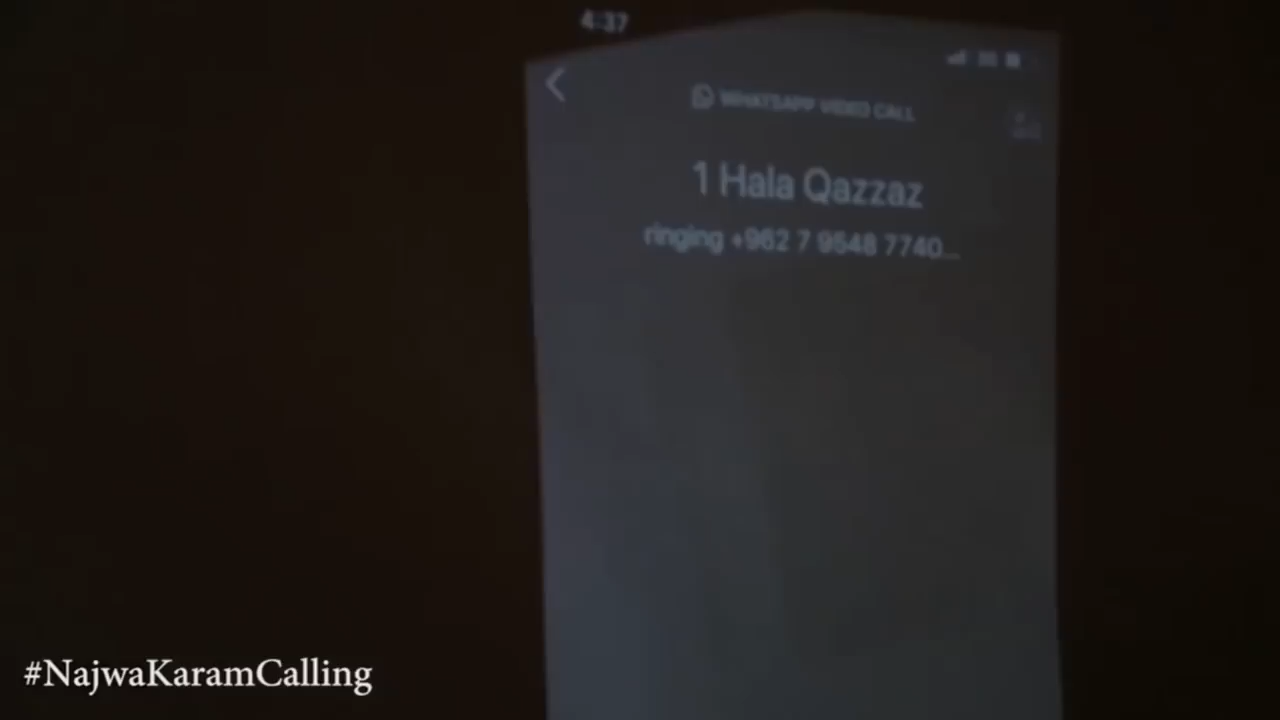 4:37
WHATSAPP VIDEO CALL
1 Hala Qazzaz
ringing +962 7 9548 7740...
#NajwaKaramCalling